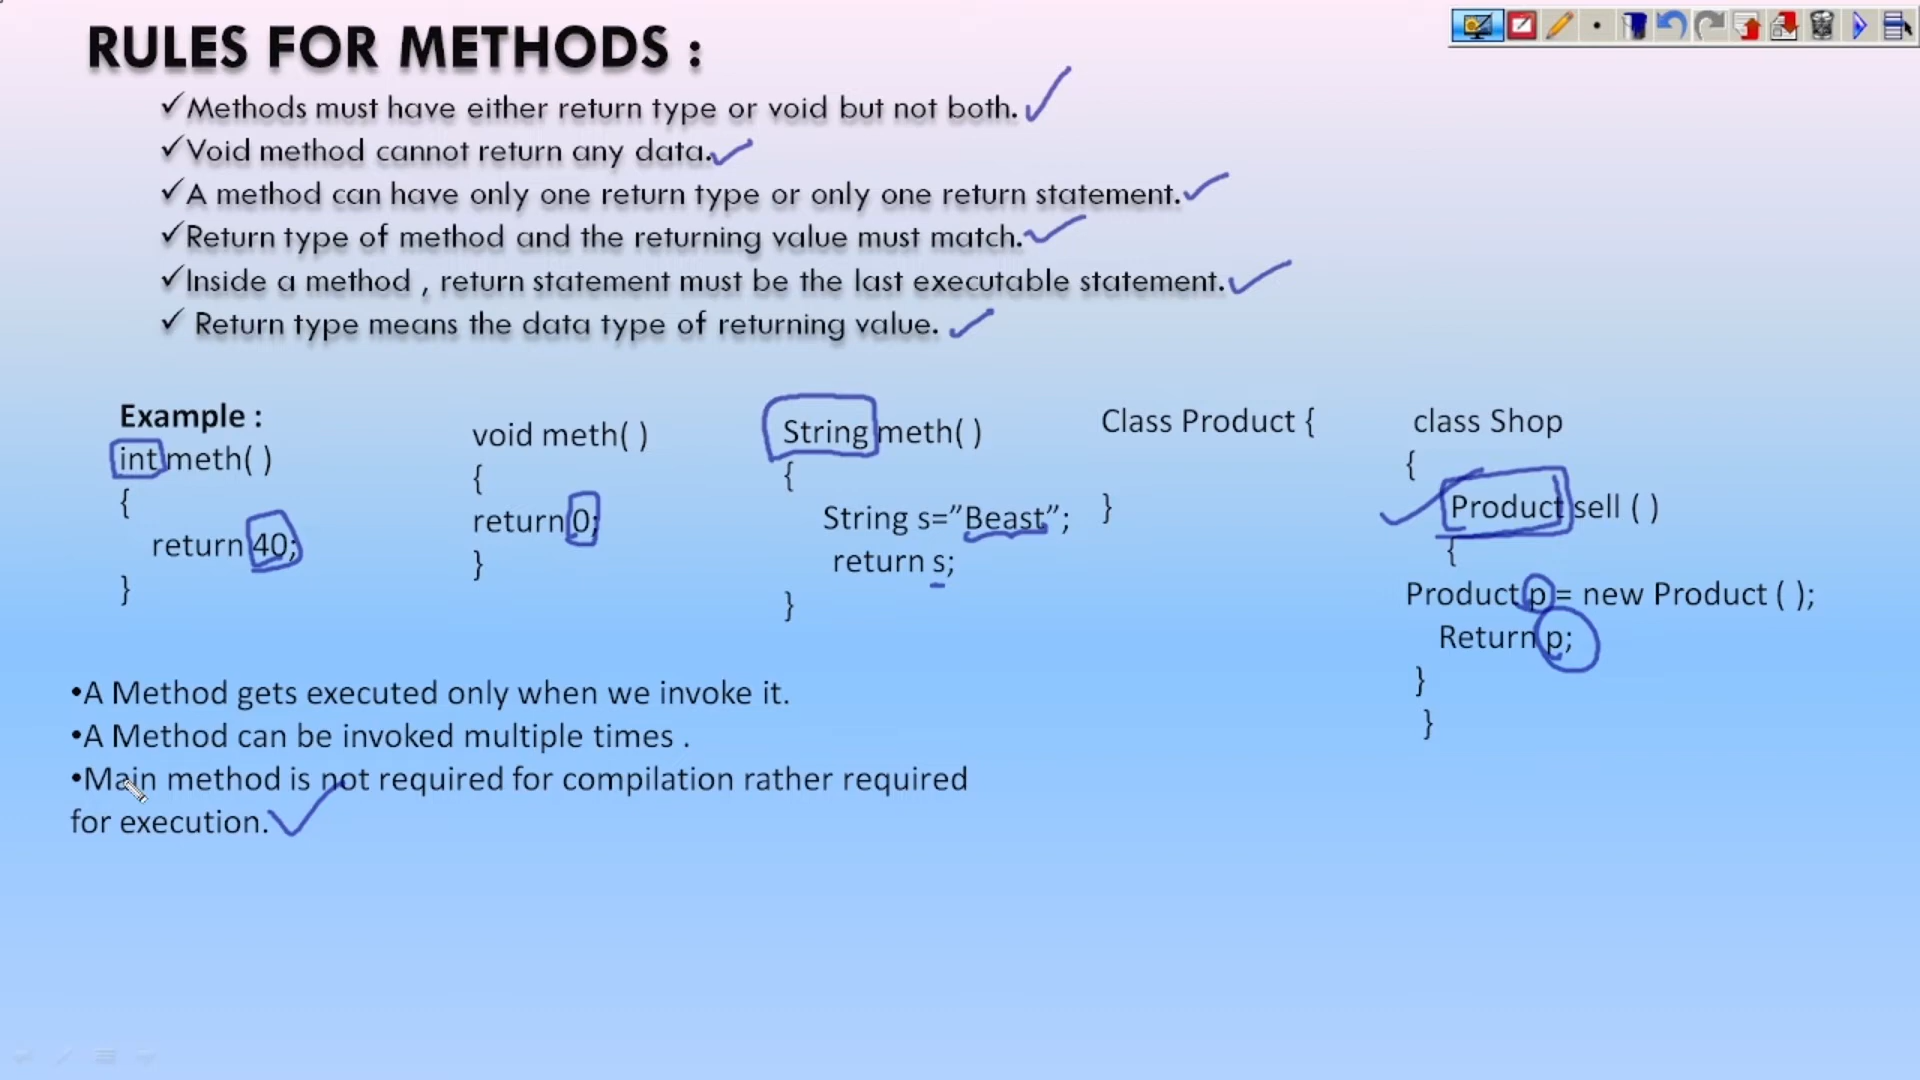 RULES FOR METHODS :
✓Methods must have either return type or void but not both.
✓Void method cannot return any data.
✓A method can have only one return type or only one return statement.
✓Return type of method and the returning value must match.
✓Inside a method , return statement must be the last executable statement.
✓ Return type means the data type of returning value.
Example :
int meth( )
{
return 40;
}
void meth( )
{
return 0;
}
String meth( )
{
String s=”Beast”;
return s;
}
Class Product {
}
class Shop
{
Product sell ( )
{
Product p = new Product ( );
Return p;
}
}
•A Method gets executed only when we invoke it.
•A Method can be invoked multiple times .
•Main method is not required for compilation rather required
for execution.